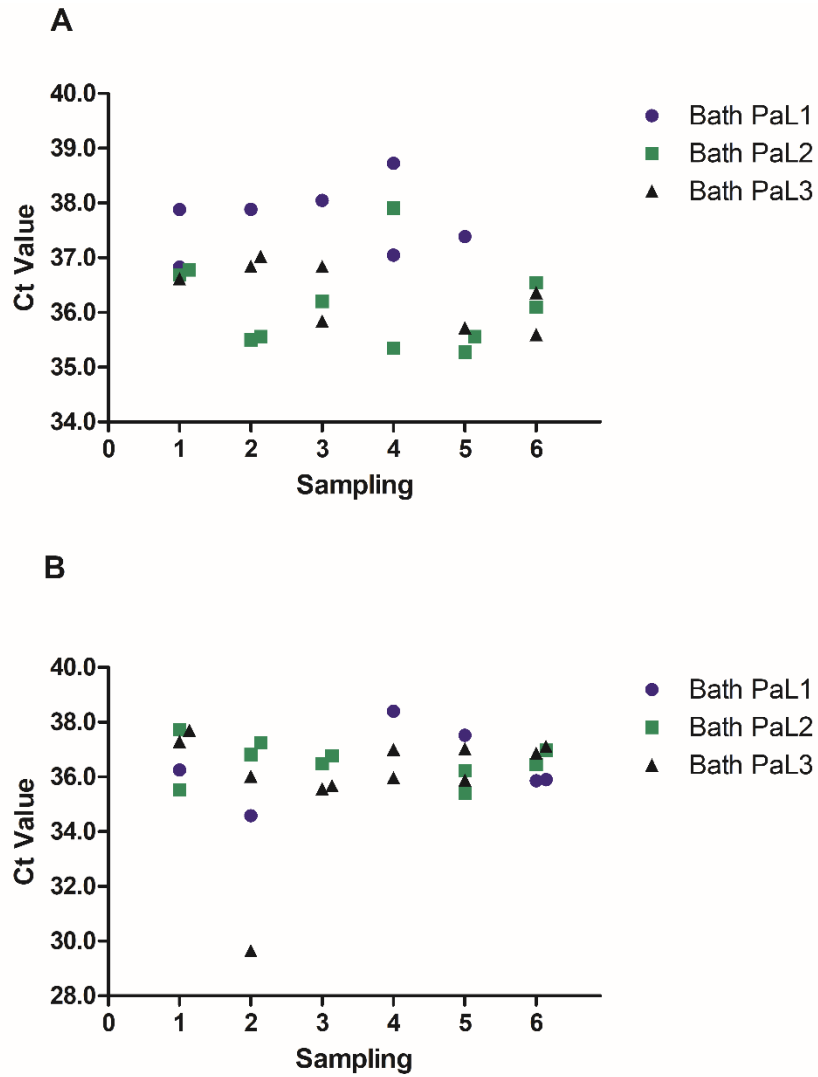 A
40.0
39.0
38.0
37.0
36.0
35.0
34.0
Ct Value
0 1 2 3 4 5 6
Sampling
Bath PaL1
Bath PaL2
Bath PaL3
B
40.0
38.0
36.0
34.0
32.0
30.0
28.0
Ct Value
0 1 2 3 4 5 6
Sampling
Bath PaL1
Bath PaL2
Bath PaL3